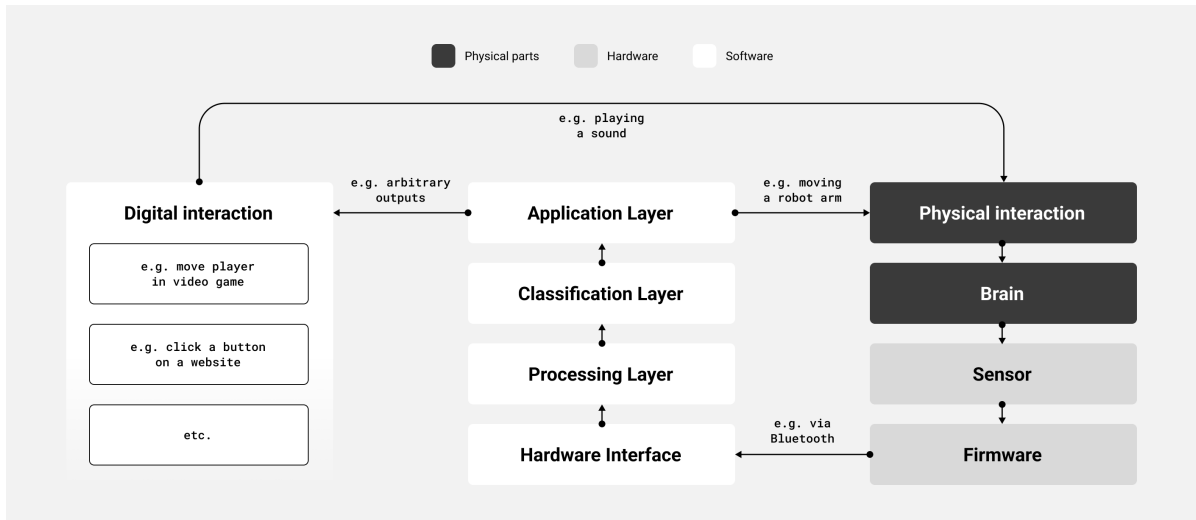 Physical parts
Hardware
Software
e.g. playing
a sound
e.g. arbitrary
outputs
e.g. moving
a robot arm
Digital interaction
Application Layer
Physical interaction
e.g. move player
in video game
Classification Layer
Brain
e.g. click a button
on a website
Processing Layer
Sensor
etc.
e.g. via
Bluetooth
Hardware Interface
Firmware